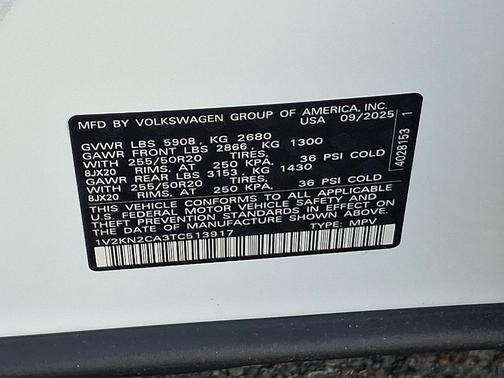 MFD BY VOLKSWAGEN GROUP OF AMERICA, INC.
USA 09/2025
GVWR LBS 5908, KG 2680
GAWR FRONT LBS 2866, KG 1300
WITH 255/50R20 TIRES,
8JX20 RIMS, AT 250 KPA, 36 PSI COLD
GAWR REAR LBS 3153, KG 1430
WITH 255/50R20 TIRES,
8JX20 RIMS, AT 250 KPA, 36 PSI COLD
THIS VEHICLE CONFORMS TO ALL APPLICABLE
U.S. FEDERAL MOTOR VEHICLE SAFETY AND
THEFT PREVENTION STANDARDS IN EFFECT ON
THE DATE OF MANUFACTURE SHOWN ABOVE.
1V2KN2CA3TC513917 TYPE: MPV
4028153 1